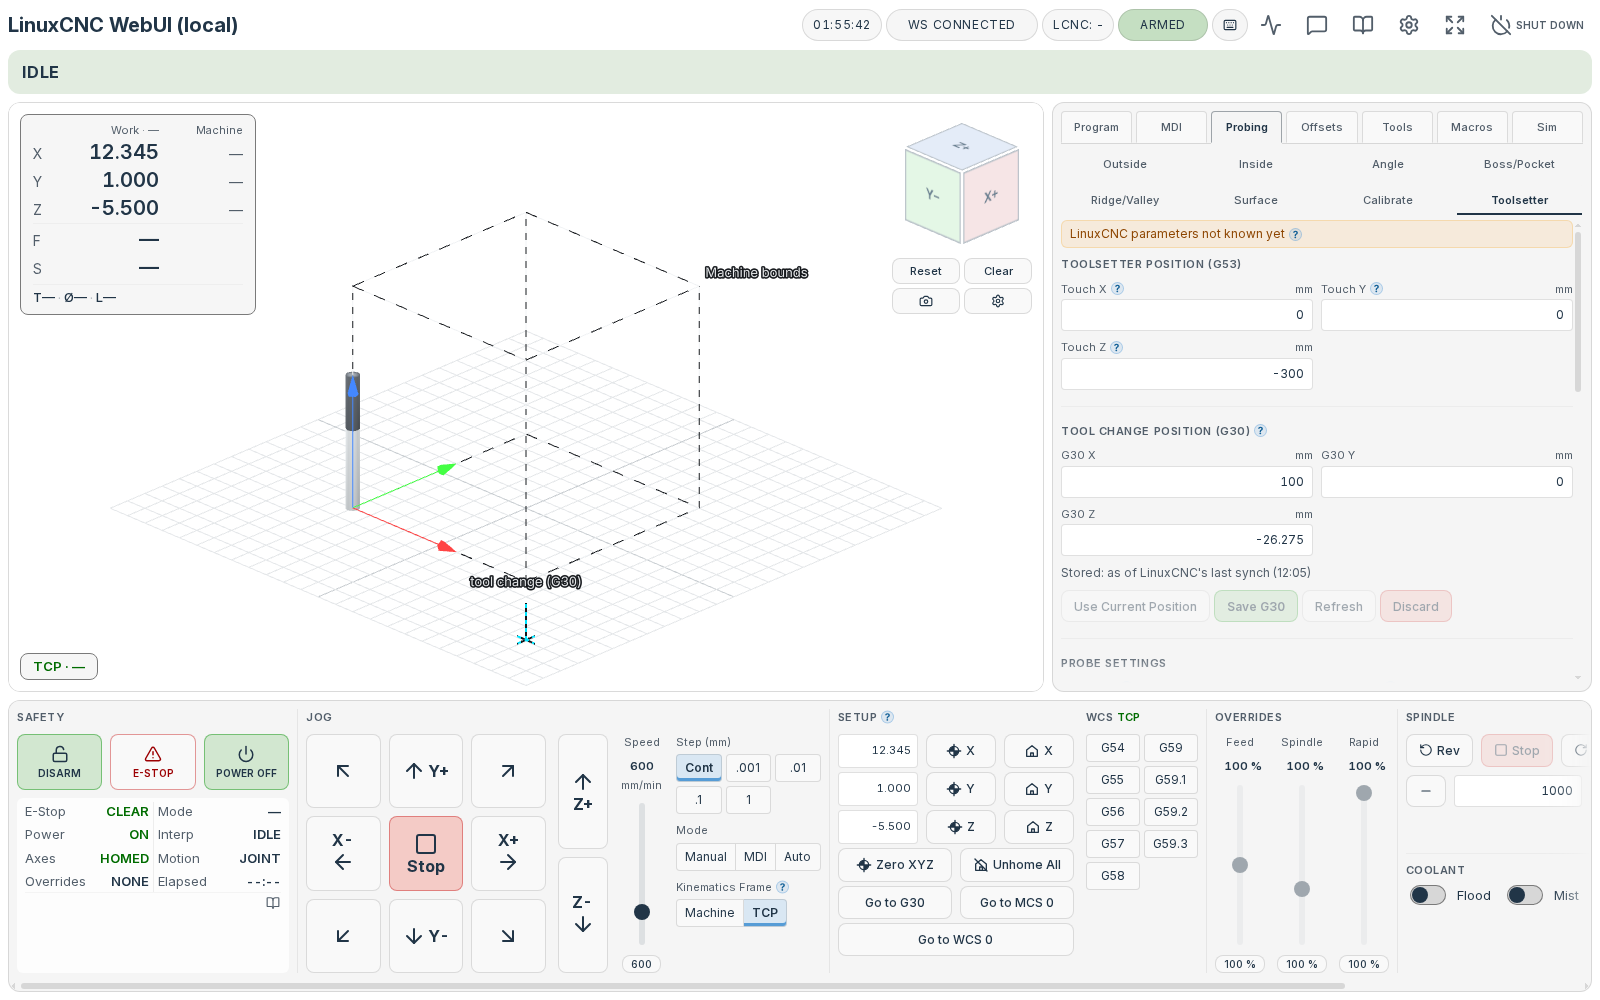 LinuxCNC WebUI (local)
01:55:42
WS CONNECTED
LCNC: -
ARMED
SHUT DOWN
IDLE
Work · — Machine
X 12.345 —
Y 1.000 —
Z -5.500 —
F —
S —
T— · Ø— · L—
Z+
Y-
X+
Reset
Clear
Machine bounds
tool change (G30)
TCP · —
Program
MDI
Probing
Offsets
Tools
Macros
Sim
Outside
Inside
Angle
Boss/Pocket
Ridge/Valley
Surface
Calibrate
Toolsetter
LinuxCNC parameters not known yet ?
TOOLSETTER POSITION (G53)
Touch X ? mm
0
Touch Y ? mm
0
Touch Z ? mm
-300
TOOL CHANGE POSITION (G30) ?
G30 X mm
100
G30 Y mm
0
G30 Z mm
-26.275
Stored: as of LinuxCNC's last synch (12:05)
Use Current Position
Save G30
Refresh
Discard
PROBE SETTINGS
SAFETY
DISARM
E-STOP
POWER OFF
E-Stop CLEAR Mode —
Power ON Interp IDLE
Axes HOMED Motion JOINT
Overrides NONE Elapsed --:--
JOG
Y+
X-
Stop
X+
Y-
Z+
Z-
Speed
600
mm/min
600
Step (mm)
Cont
.001
.01
.1
1
Mode
Manual
MDI
Auto
Kinematics Frame ?
Machine
TCP
SETUP ?
12.345
X
X
1.000
Y
Y
-5.500
Z
Z
Zero XYZ
Unhome All
Go to G30
Go to MCS 0
Go to WCS 0
WCS TCP
G54
G59
G55
G59.1
G56
G59.2
G57
G59.3
G58
OVERRIDES
Feed
Spindle
Rapid
100 %
100 %
100 %
100 %
100 %
100 %
SPINDLE
Rev
Stop
1000
COOLANT
Flood
Mist